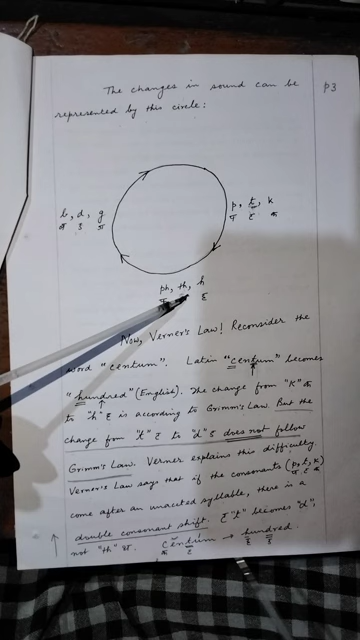 The changes in sound can be
p3
represented by this circle:
b, d, g
p, t, k
ph, th, h
Now, Verner's Law! Reconsider the
word "centum". Latin "centum" becomes
"hundred" (English). The change from "K" क
to "h" ह is according to Grimm's Law. But the
change from "t" ट to "d" ड does not follow
Grimm's Law. Verner explains this difficulty.
Verner's Law says that if the consonants (p, t, k)
come after an unaccented syllable, there is a
double consonant shift. ट "t" becomes "d",
not "th" थ. centum → hundred.